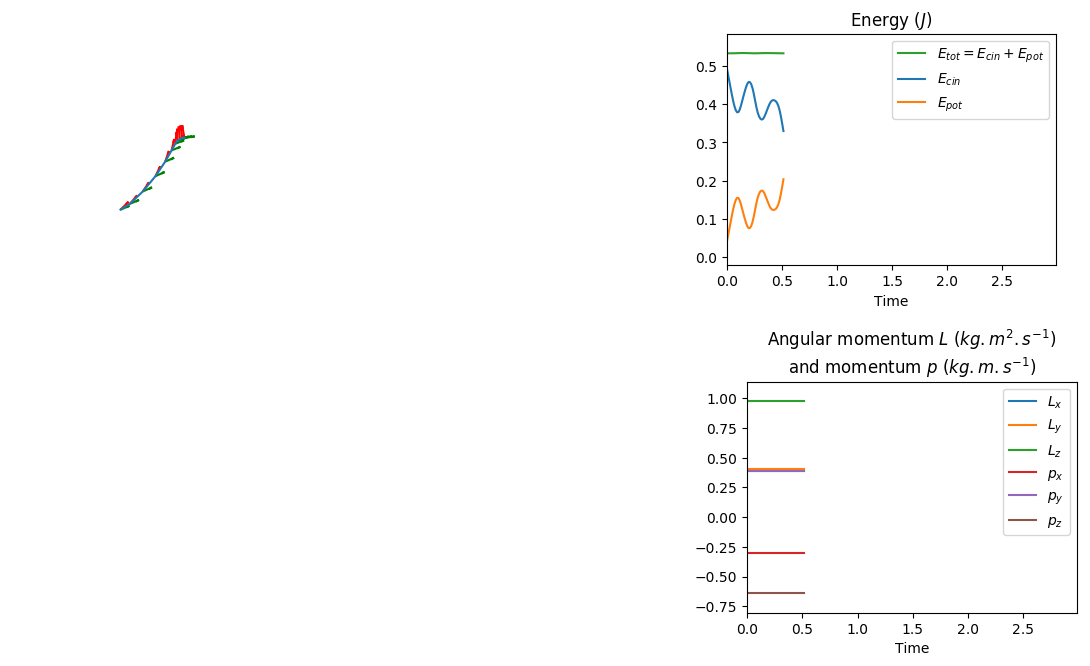 Energy (J)
E_tot = E_cin + E_pot
E_cin
E_pot
0.5
0.4
0.3
0.2
0.1
0.0
0.0 0.5 1.0 1.5 2.0 2.5
Time
Angular momentum L (kg.m².s⁻¹)
and momentum p (kg.m.s⁻¹)
L_x
L_y
L_z
p_x
p_y
p_z
1.00
0.75
0.50
0.25
0.00
−0.25
−0.50
−0.75
0.0 0.5 1.0 1.5 2.0 2.5
Time